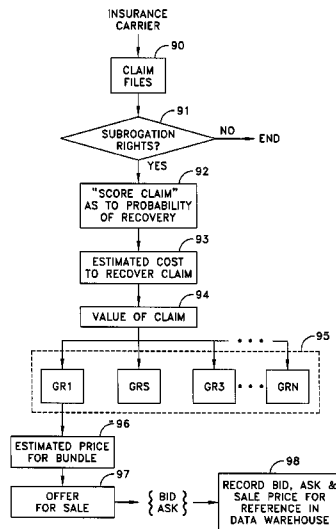 INSURANCE
CARRIER
90
CLAIM
FILES
91
SUBROGATION
RIGHTS?
NO
END
YES
92
"SCORE CLAIM"
AS TO PROBABILITY
OF RECOVERY
93
ESTIMATED COST
TO RECOVER CLAIM
94
VALUE OF CLAIM
95
GR1
GRS
GR3
GRN
96
ESTIMATED PRICE
FOR BUNDLE
97
OFFER
FOR SALE
BID
ASK
98
RECORD BID, ASK &
SALE PRICE FOR
REFERENCE IN
DATA WAREHOUSE